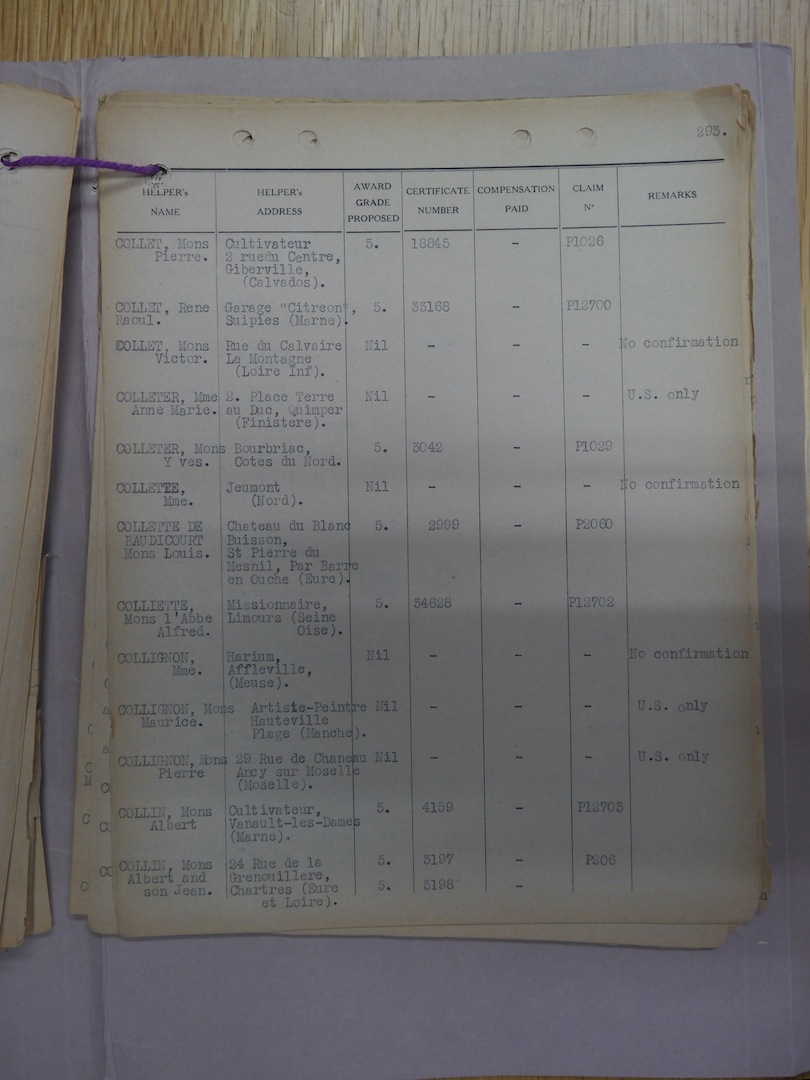 293.
HELPER's NAME HELPER's ADDRESS AWARD GRADE PROPOSED CERTIFICATE NUMBER COMPENSATION PAID CLAIM Nº REMARKS
COLLET, Mons Cultivateur 5. 18845 - P1026
Pierre. 2 ruedu Centre,
Giberville,
(Calvados).
COLLET, Rene Garage "Citreon", 5. 33168 - P12700
Raoul. Suipies (Marne).
COLLET, Mons Rue du Calvaire Nil - - - No confirmation
Victor. La Montagne
(Loire Inf).
COLLETER, Mme 2. Place Terre Nil - - - U.S. only
Anne Marie. au Duc, Quimper
(Finistere).
COLLETER, Mons Bourbriac, 5. 3042 - P1029
Y ves. Cotes du Nord.
COLLETTE, Jeumont Nil - - - No confirmation
Mme. (Nord).
COLLETTE DE Chateau du Blanc 5. 2999 - P2060
BAUDICOURT Buisson,
Mons Louis. St Pierre du
Mesnil, Par Barre
en Ouche (Eure).
COLLIETTE, Missionnaire, 5. 34628 - P12702
Mons l'Abbe Limours (Seine
Alfred. Oise).
COLLIGNON, Harium, Nil - - - No confirmation
Mme. Affleville,
(Meuse).
COLLIGNON, Mons Artiste-Peintre Nil - - - U.S. only
Maurice. Hauteville
Plage (Manche).
COLLIGNON, Mons 29 Rue de Chaneau Nil - - - U.S. only
Pierre Ancy sur Moselle
(Moselle).
COLLIN, Mons Cultivateur, 5. 4159 - P12703
Albert Vanault-les-Dames
(Marne).
COLLIN, Mons 24 Rue de la 5. 3197 - P206
Albert and Grenouillere,
son Jean. Chartres (Eure 5. 3198 -
et Loire).